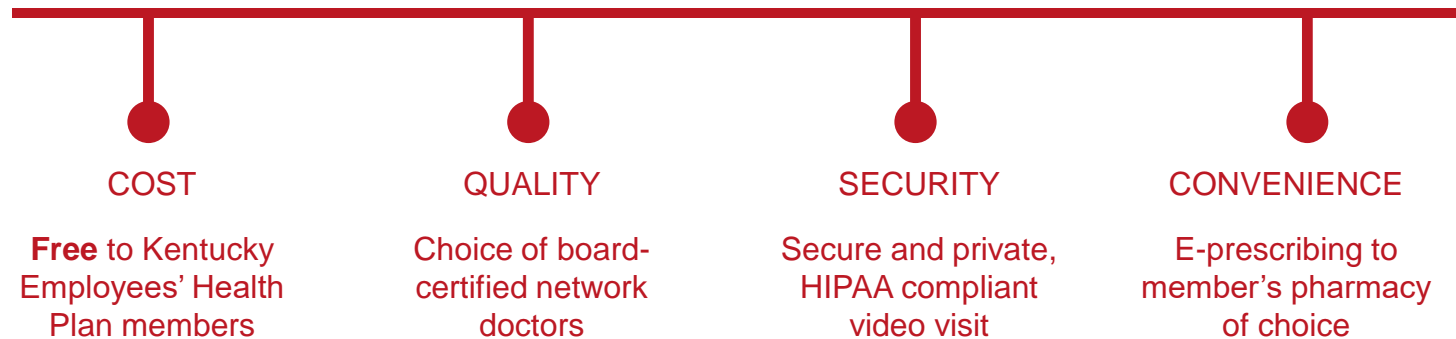 COST
Free to Kentucky
Employees’ Health
Plan members
QUALITY
Choice of board-
certified network
doctors
SECURITY
Secure and private,
HIPAA compliant
video visit
CONVENIENCE
E-prescribing to
member’s pharmacy
of choice